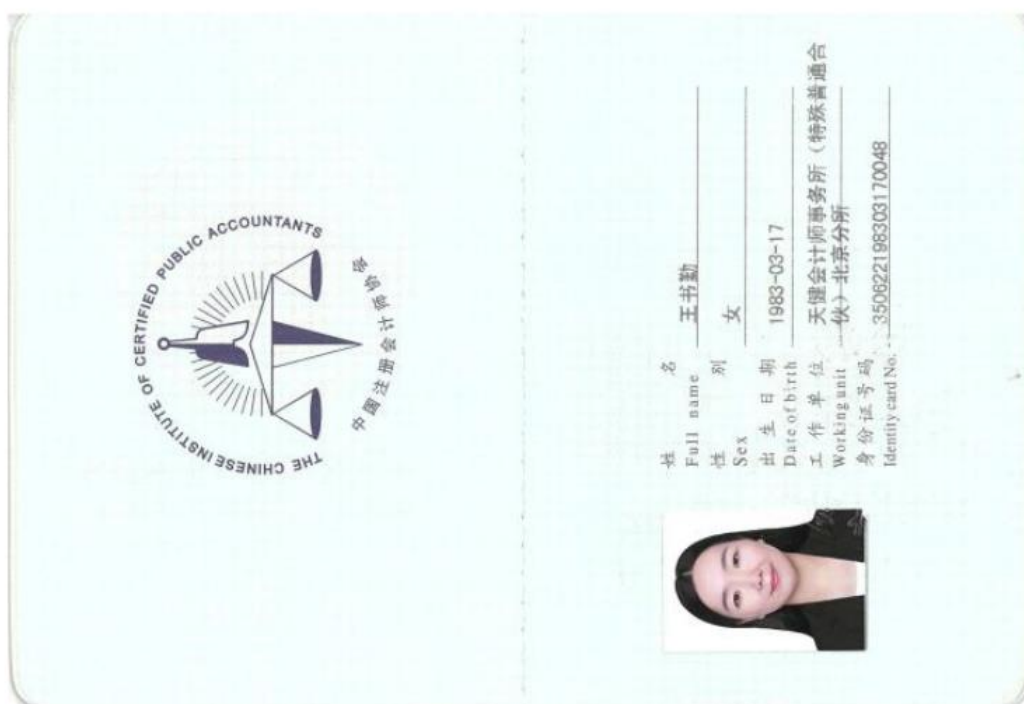 THE CHINESE INSTITUTE OF CERTIFIED PUBLIC ACCOUNTANTS
中国注册会计师协会
姓 名 王书勤
Full name
性 别 女
Sex
出 生 日 期 1983-03-17
Date of birth
工 作 单 位 天健会计师事务所（特殊普通合
Working unit 伙）北京分所
身 份 证 号 码 350622198303170048
Identity card No.